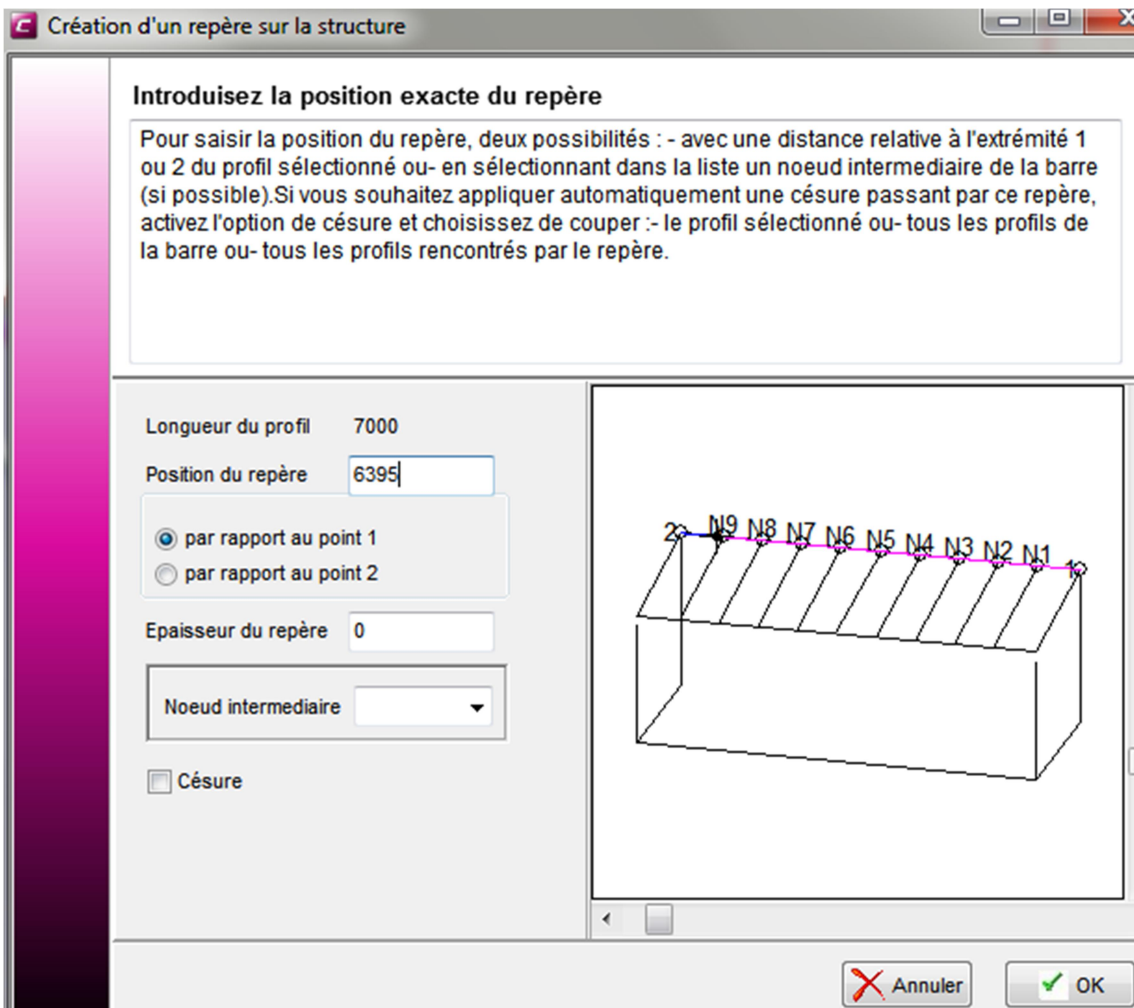 Création d'un repère sur la structure
Introduisez la position exacte du repère
Pour saisir la position du repère, deux possibilités : - avec une distance relative à l'extrémité 1
ou 2 du profil sélectionné ou- en sélectionnant dans la liste un noeud intermediaire de la barre
(si possible).Si vous souhaitez appliquer automatiquement une césure passant par ce repère,
activez l'option de césure et choisissez de couper :- le profil sélectionné ou- tous les profils de
la barre ou- tous les profils rencontrés par le repère.
Longueur du profil 7000
Position du repère 6395
par rapport au point 1
par rapport au point 2
Epaisseur du repère 0
Noeud intermediaire
Césure
2 N9 N8 N7 N6 N5 N4 N3 N2 N1 1
Annuler OK